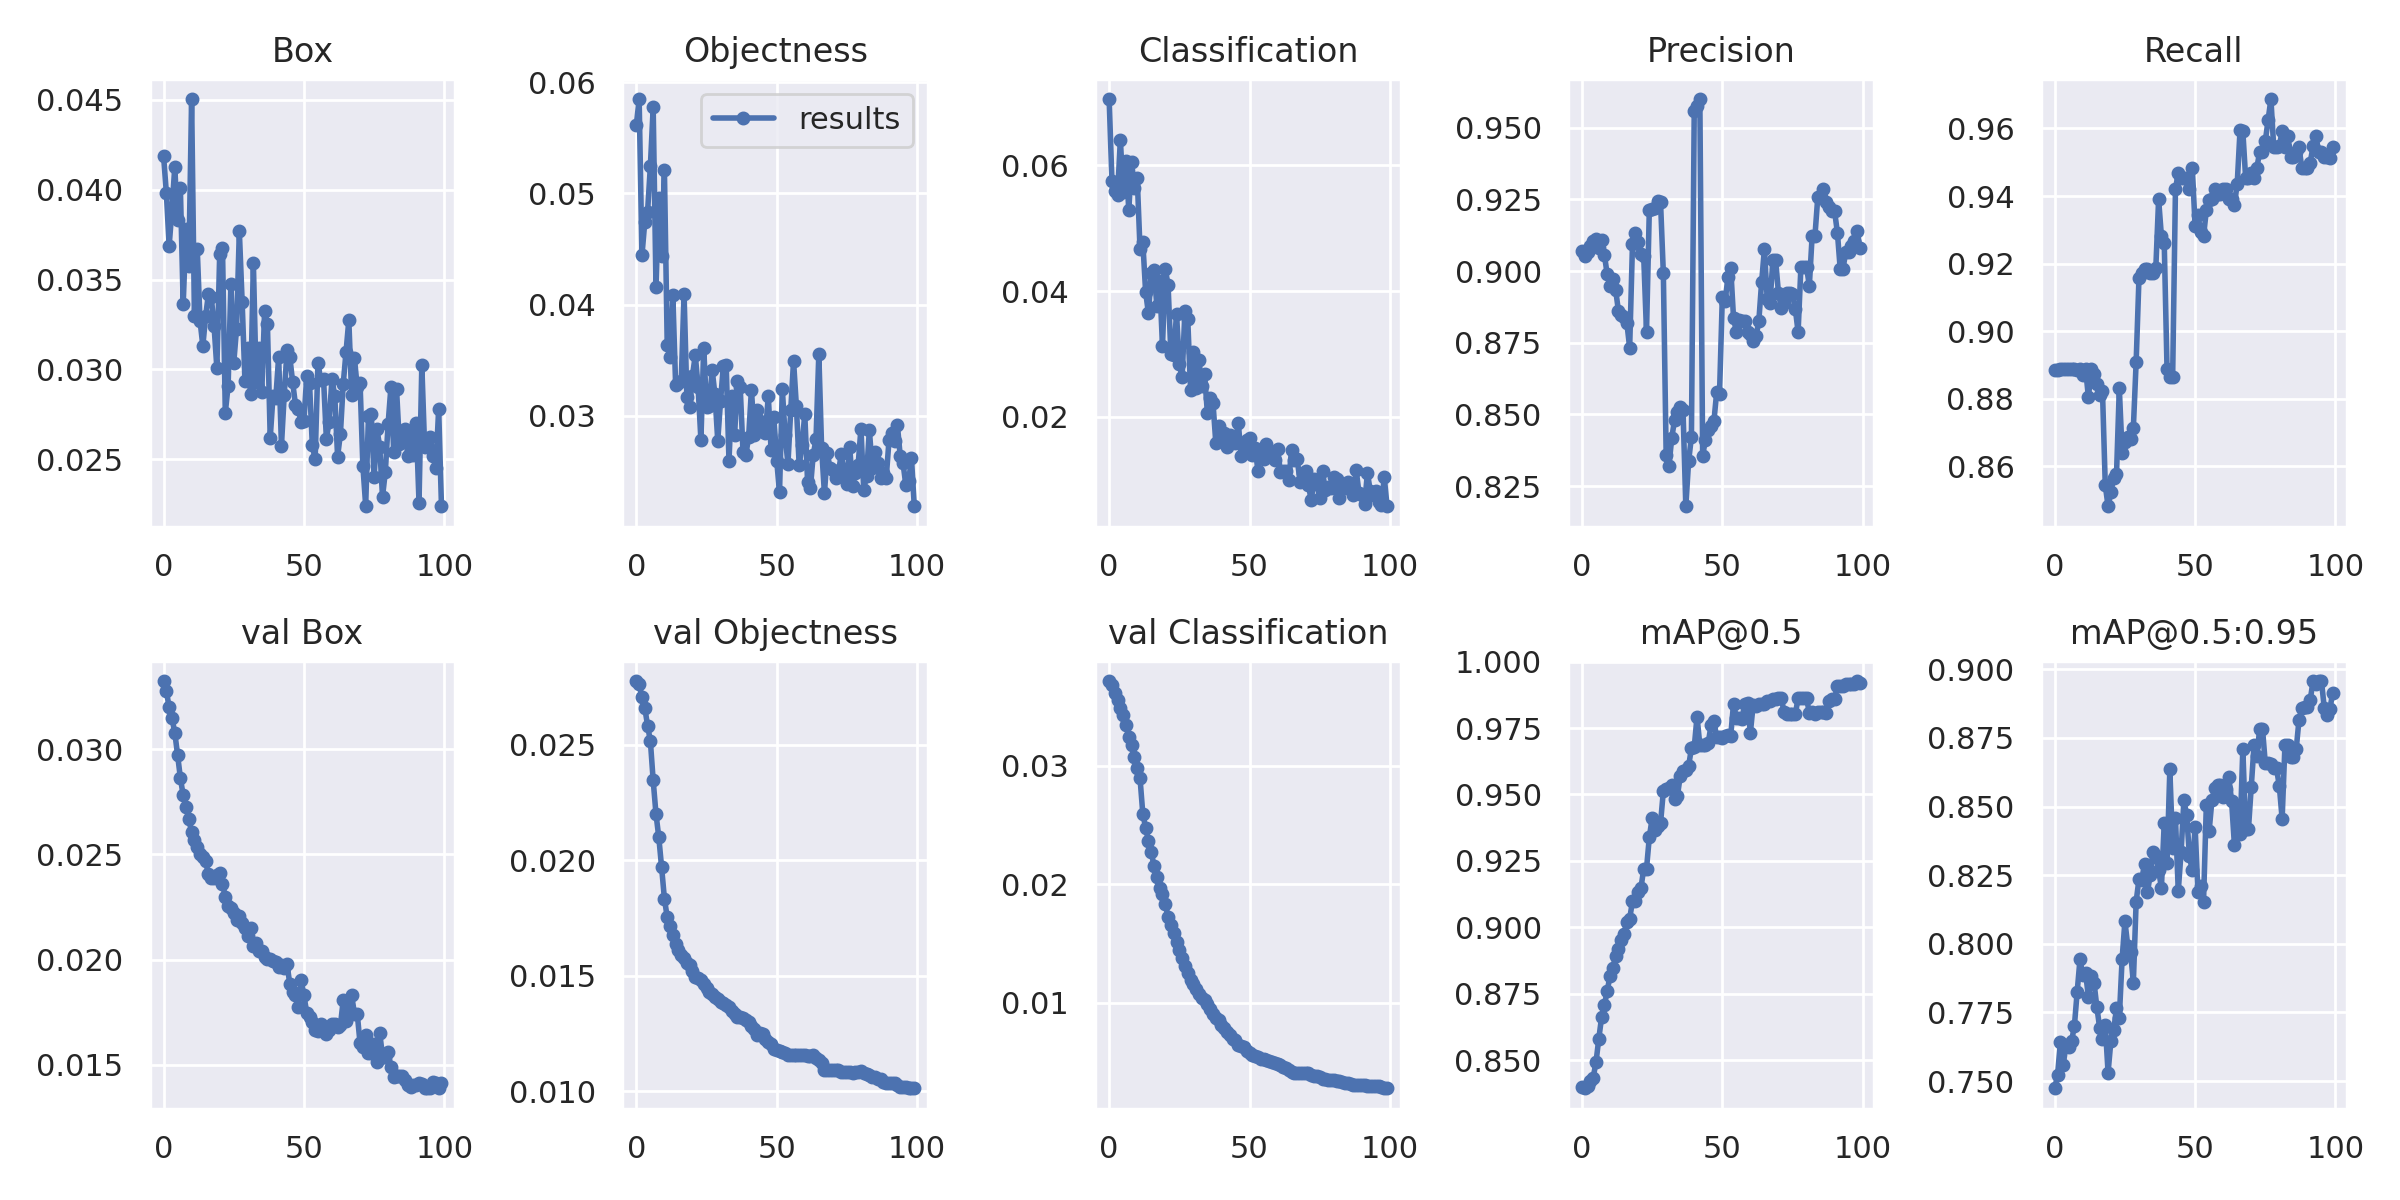 Box
0.045
0.040
0.035
0.030
0.025
0 50 100
Objectness
results
0.06
0.05
0.04
0.03
0 50 100
Classification
0.06
0.04
0.02
0 50 100
Precision
0.950
0.925
0.900
0.875
0.850
0.825
0 50 100
Recall
0.96
0.94
0.92
0.90
0.88
0.86
0 50 100
val Box
0.030
0.025
0.020
0.015
0 50 100
val Objectness
0.025
0.020
0.015
0.010
0 50 100
val Classification
0.03
0.02
0.01
0 50 100
mAP@0.5
1.000
0.975
0.950
0.925
0.900
0.875
0.850
0 50 100
mAP@0.5:0.95
0.900
0.875
0.850
0.825
0.800
0.775
0.750
0 50 100